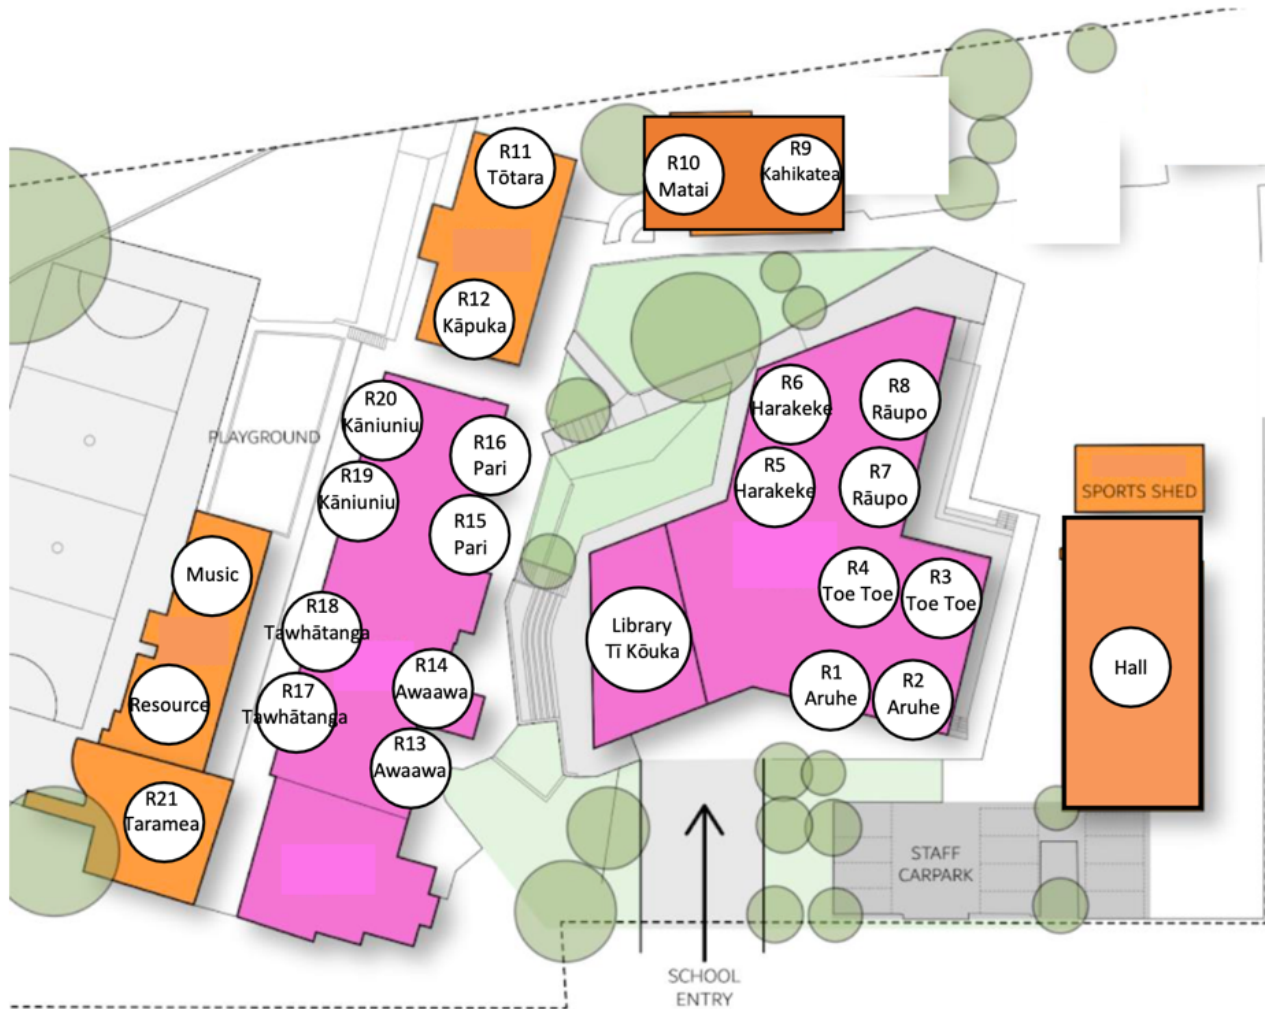 R11
Tōtara
R10
Matai
R9
Kahikatea
R12
Kāpuka
R20
Kāniuniu
R16
Pari
R6
Harakeke
R8
Rāupo
PLAYGROUND
R19
Kāniuniu
R15
Pari
R5
Harakeke
R7
Rāupo
SPORTS SHED
Music
R18
Tawhātanga
Library
Tī Kōuka
R4
Toe Toe
R3
Toe Toe
Hall
Resource
R17
Tawhātanga
R14
Awaawa
R1
Aruhe
R2
Aruhe
R13
Awaawa
R21
Taramea
STAFF
CARPARK
SCHOOL
ENTRY